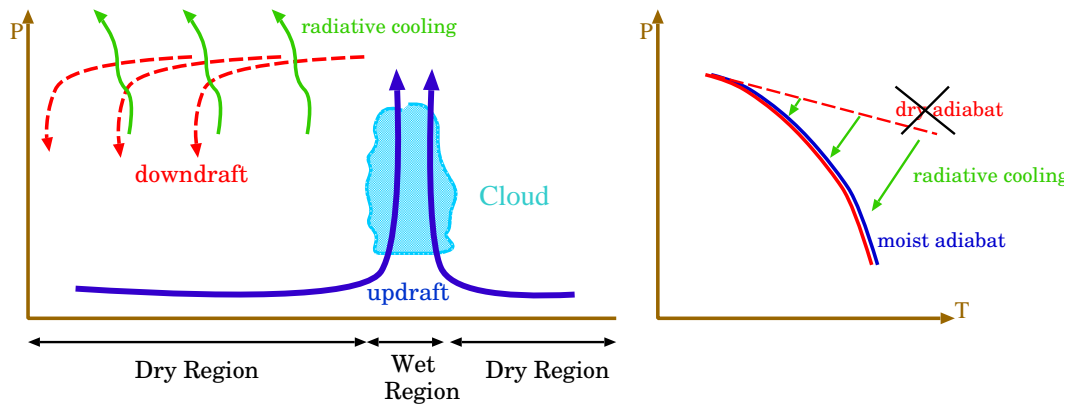 P
radiative cooling
downdraft
Cloud
updraft
Dry Region
Wet
Region
Dry Region
P
dry adiabat
radiative cooling
moist adiabat
T